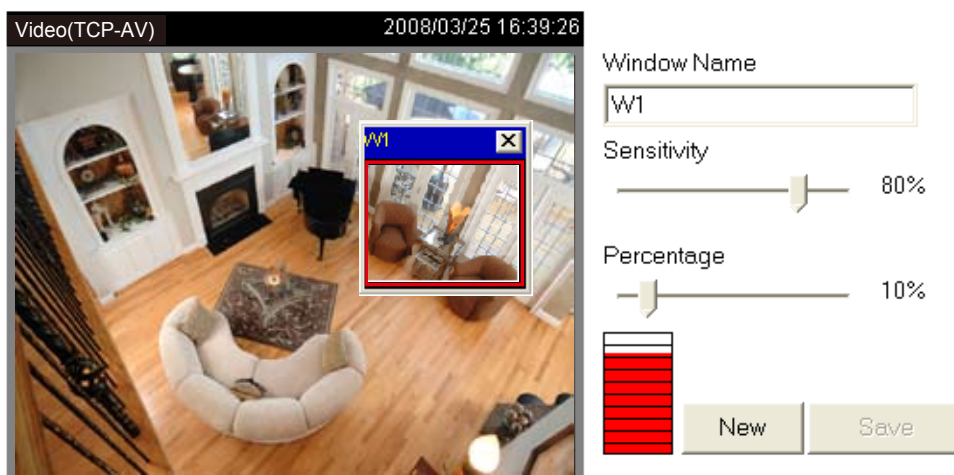 Video(TCP-AV) 2008/03/25 16:39:26
Window Name
W1
W1
Sensitivity
80%
Percentage
10%
New Save